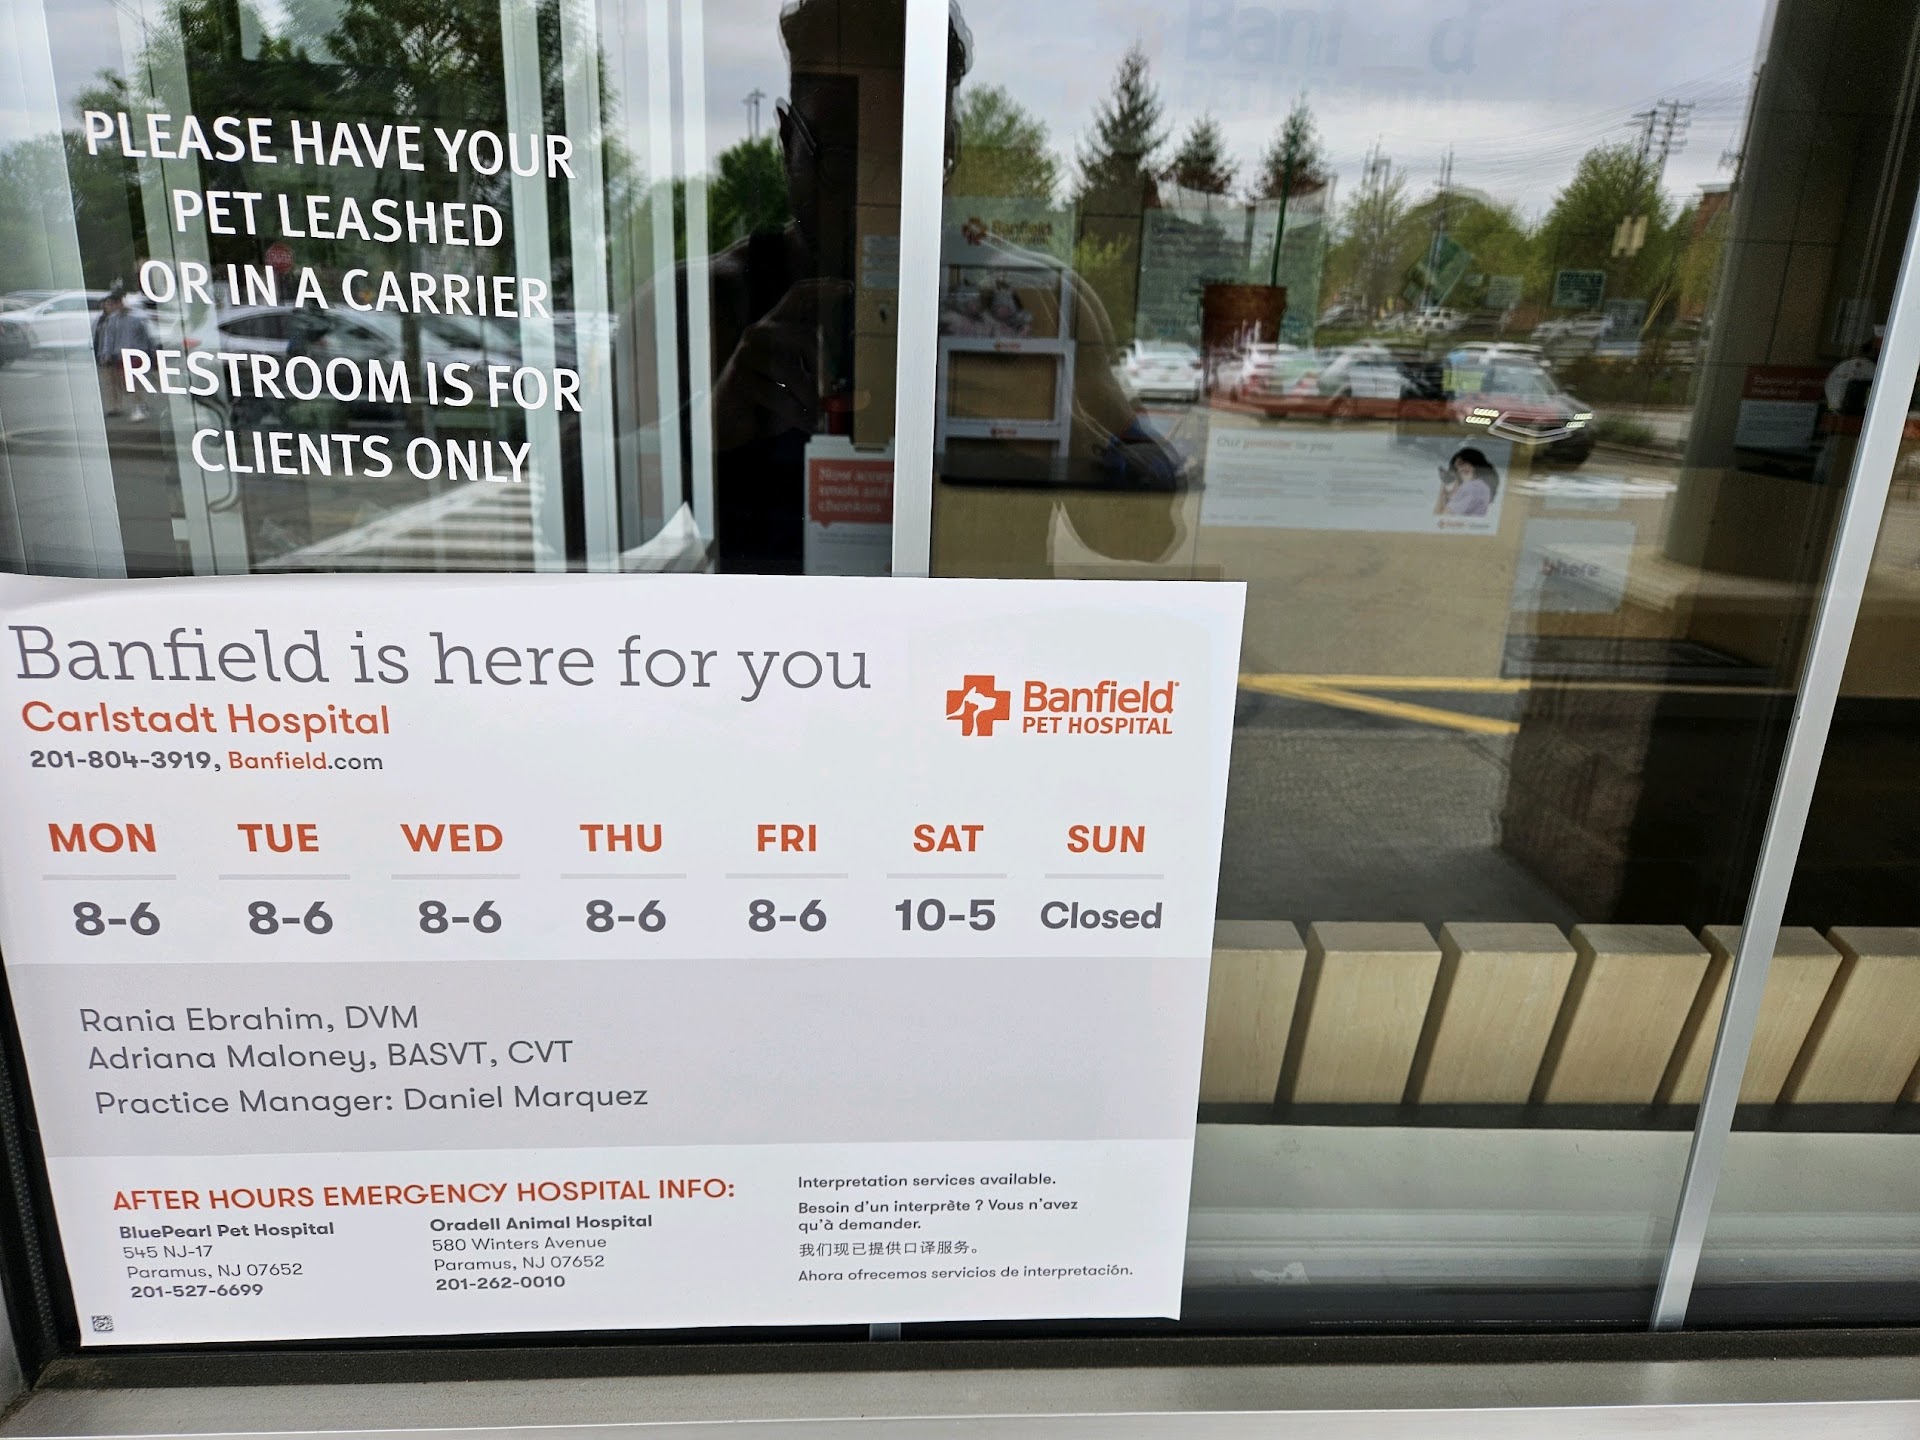 PLEASE HAVE YOUR
PET LEASHED
OR IN A CARRIER
RESTROOM IS FOR
CLIENTS ONLY
Banfield
Our promise to you
Banfield is here for you
Carlstadt Hospital
201-804-3919, Banfield.com
Banfield
PET HOSPITAL
MON TUE WED THU FRI SAT SUN
8-6 8-6 8-6 8-6 8-6 10-5 Closed
Rania Ebrahim, DVM
Adriana Maloney, BASVT, CVT
Practice Manager: Daniel Marquez
AFTER HOURS EMERGENCY HOSPITAL INFO:
BluePearl Pet Hospital
545 NJ-17
Paramus, NJ 07652
201-527-6699
Oradell Animal Hospital
580 Winters Avenue
Paramus, NJ 07652
201-262-0010
Interpretation services available.
Besoin d'un interprète ? Vous n'avez
qu'à demander.
我们现已提供口译服务。
Ahora ofrecemos servicios de interpretación.